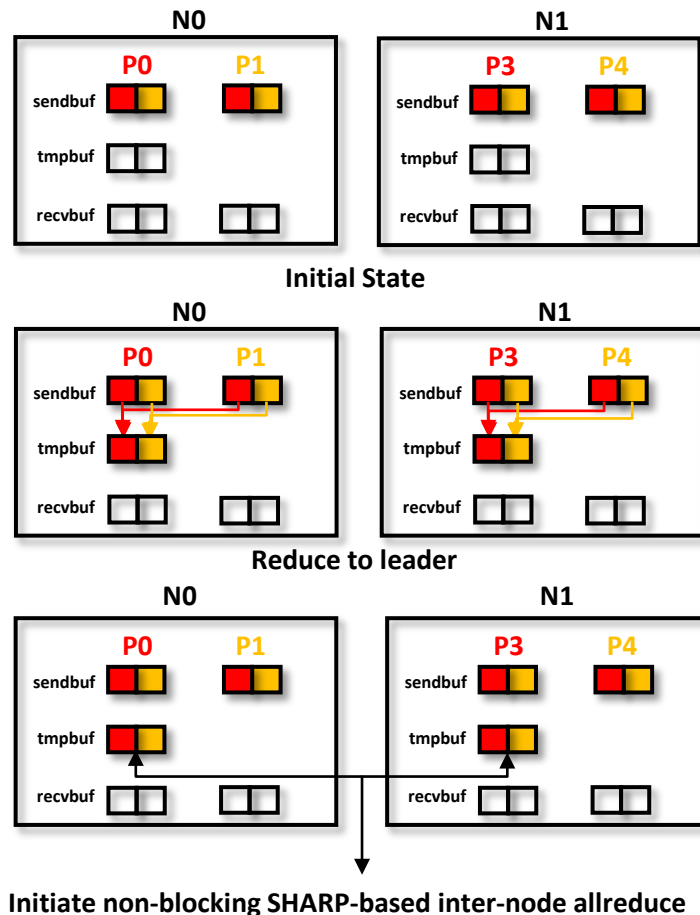 N0 N1
P0 P1 P3 P4
sendbuf sendbuf
tmpbuf tmpbuf
recvbuf recvbuf
Initial State
N0 N1
P0 P1 P3 P4
sendbuf sendbuf
tmpbuf tmpbuf
recvbuf recvbuf
Reduce to leader
N0 N1
P0 P1 P3 P4
sendbuf sendbuf
tmpbuf tmpbuf
recvbuf recvbuf
Initiate non-blocking SHARP-based inter-node allreduce